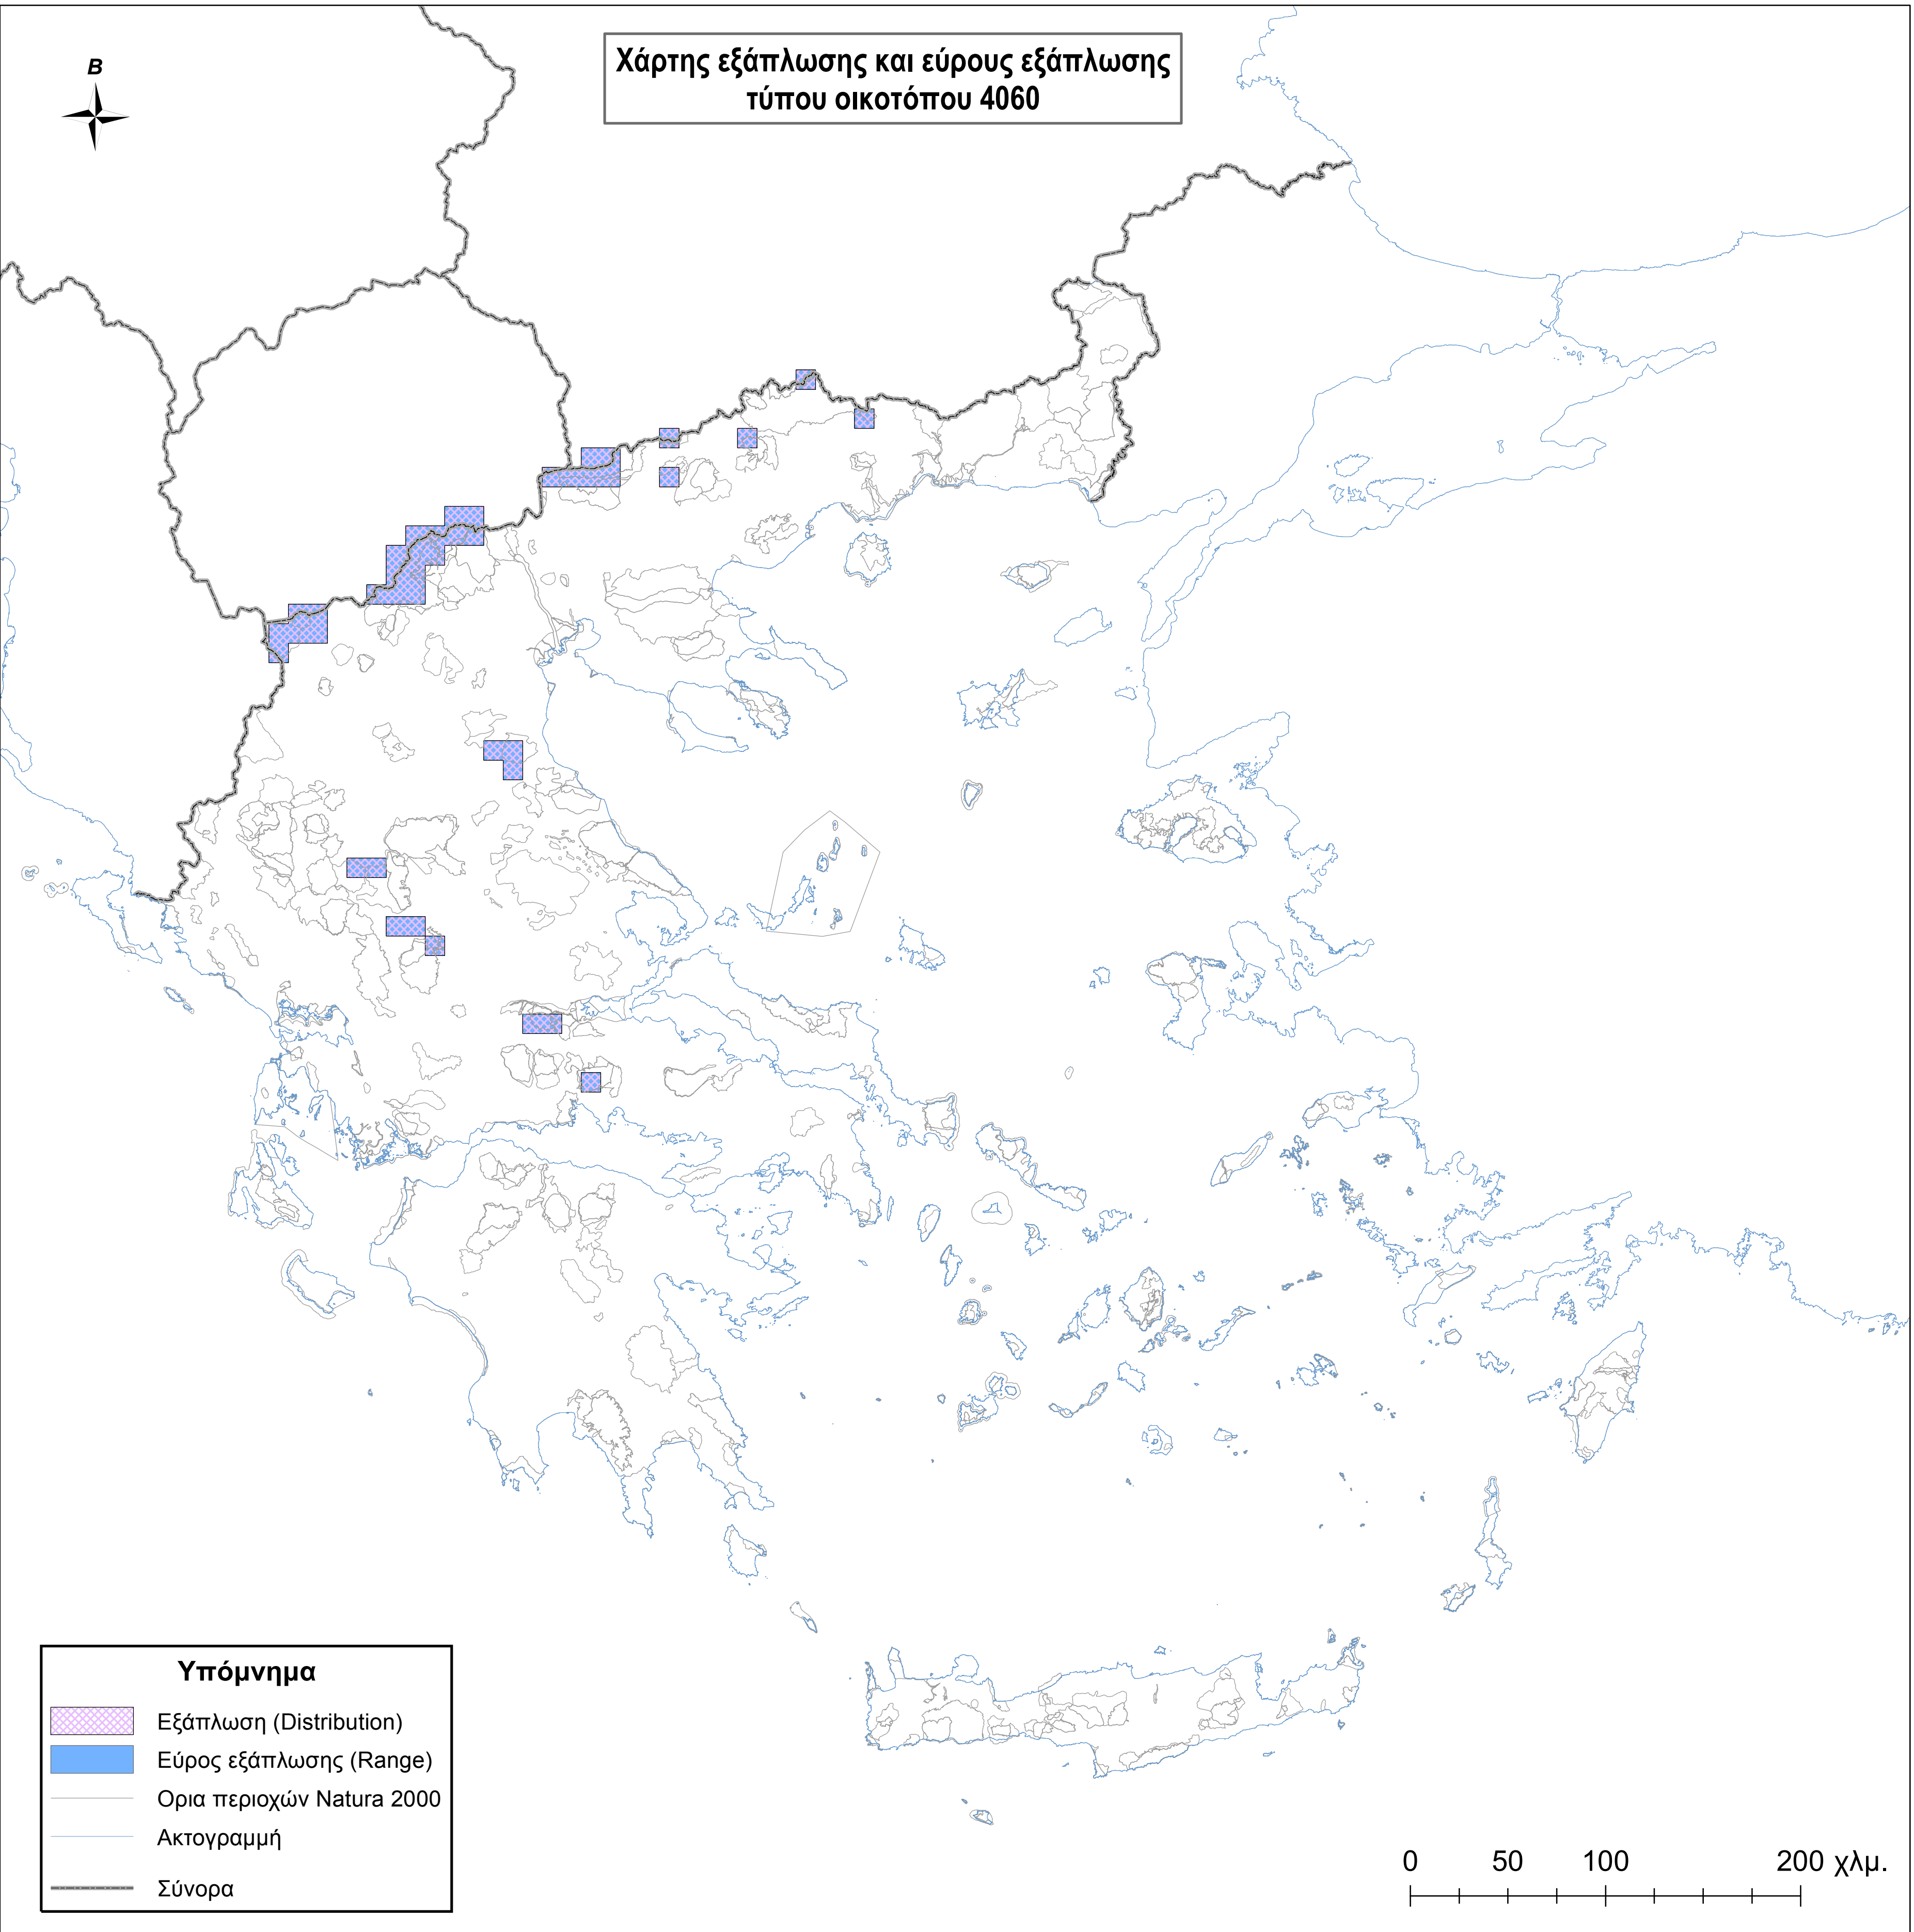 Χάρτης εξάπλωσης και εύρους εξάπλωσης
τύπου οικοτόπου 4060
B
Υπόμνημα
Εξάπλωση (Distribution)
Εύρος εξάπλωσης (Range)
Ορια περιοχών Natura 2000
Ακτογραμμή
Σύνορα
0 50 100 200 χλμ.